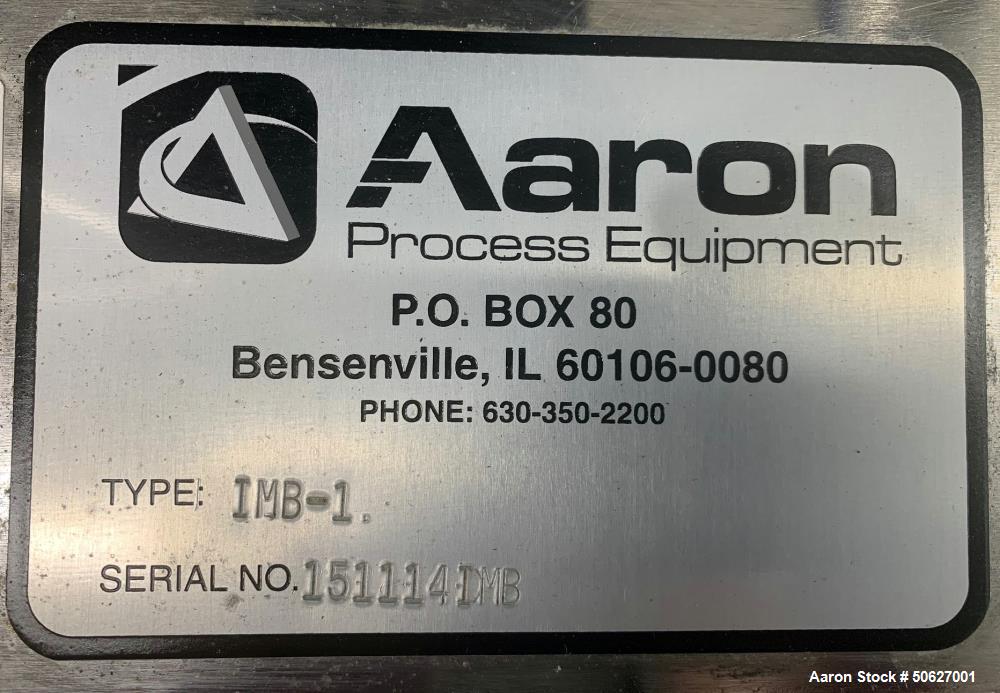 Aaron
Process Equipment
P.O. BOX 80
Bensenville, IL 60106-0080
PHONE: 630-350-2200
TYPE: IMB-1.
SERIAL NO. 151114IMB
Aaron Stock # 50627001